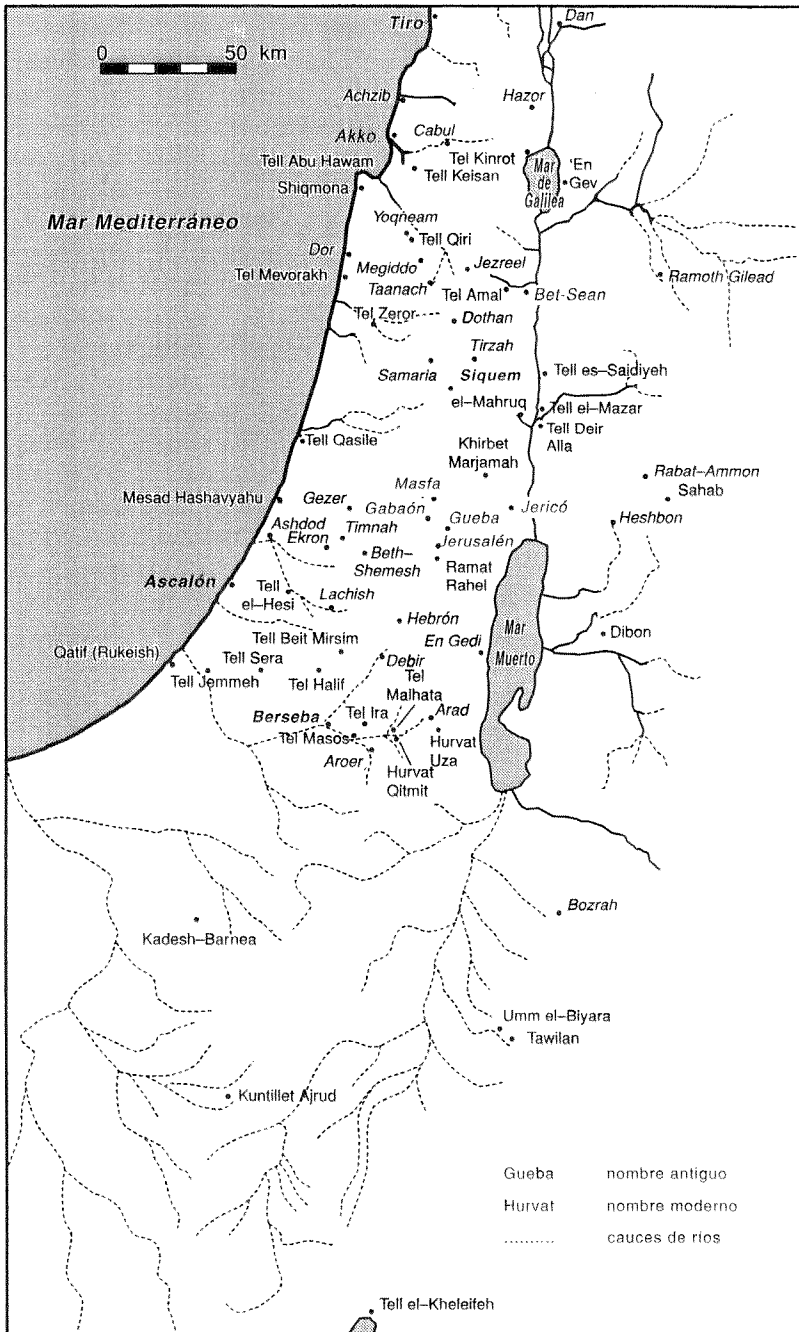 Tiro
Dan
0 50 km
Achzib
Hazor
Akko
Cabul
Tell Abu Hawam
Tel Kinrot
Tell Keisan
Mar
de
Galilea
'En
Gev
Shiqmona
Mar Mediterráneo
Yoqneam
Tell Qiri
Dor
Megiddo
Jezreel
Tel Mevorakh
Taanach
Tel Amal
Bet-Sean
Ramoth Gilead
Tel Zeror
Dothan
Tirzah
Samaria
Siquem
Tell es-Saidiyeh
el-Mahruq
Tell el-Mazar
Tell Deir
Alla
Tell Qasile
Khirbet
Marjamah
Rabat-Ammon
Masfa
Sahab
Mesad Hashavyahu
Gezer
Gabaón
Jericó
Gueba
Heshbon
Ashdod
Timnah
Ekron
Jerusalén
Beth-
Shemesh
Ramat
Rahel
Ascalón
Tell
el-Hesi
Lachish
Hebrón
Mar
Muerto
Dibon
Tell Beit Mirsim
En Gedi
Qatif (Rukeish)
Tell Sera
Debir
Tell Jemmeh
Tel Halif
Tel
Malhata
Berseba
Tel Ira
Arad
Tel Masos
Hurvat
Uza
Aroer
Hurvat
Qitmit
Bozrah
Kadesh-Barnea
Umm el-Biyara
Tawilan
Kuntillet Ajrud
Gueba nombre antiguo
Hurvat nombre moderno
......... cauces de ríos
Tell el-Kheleifeh